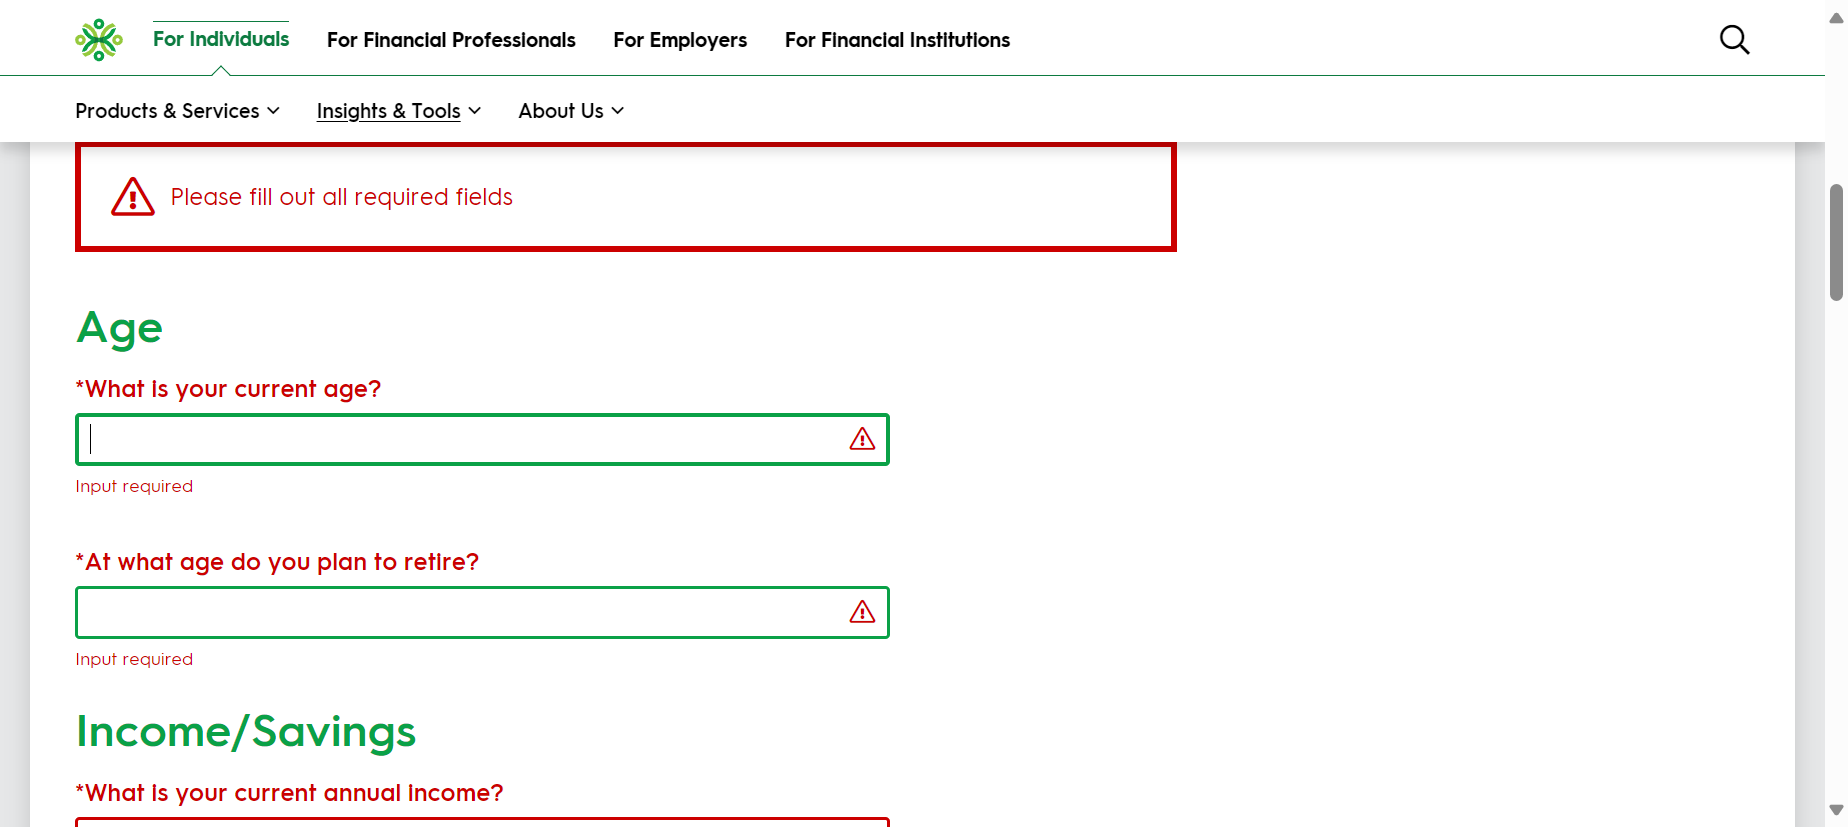 For Individuals
For Financial Professionals
For Employers
For Financial Institutions
Products & Services
Insights & Tools
About Us
Please fill out all required fields
Age
*What is your current age?
Input required
*At what age do you plan to retire?
Input required
Income/Savings
*What is your current annual income?